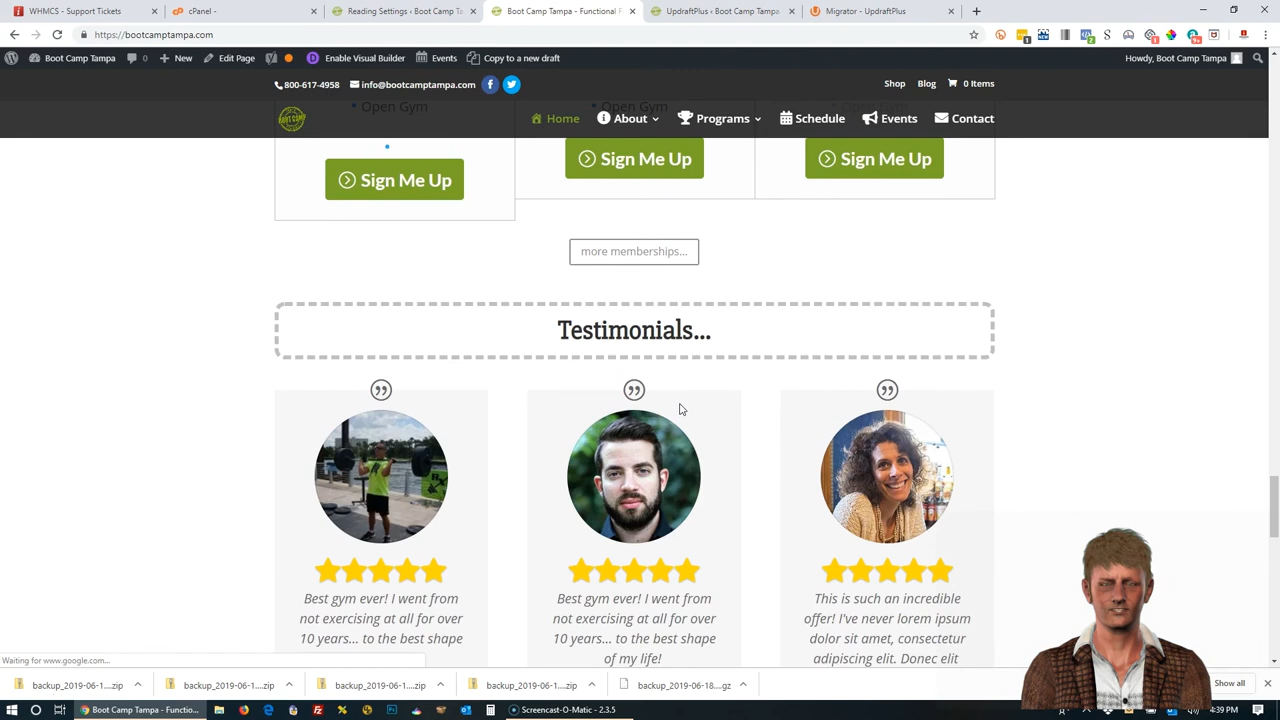 WHMCS - Support Tickets
cPanel -
Reading Settings ‹ Boot Camp Ta
Boot Camp Tampa - Functional F
UpdraftPlus ‹ Boot Camp Tampa
Migrator - UpdraftPlus
https://bootcamptampa.com
Boot Camp Tampa
0
New
Edit Page
Enable Visual Builder
Events
Copy to a new draft
Howdy, Boot Camp Tampa
800-617-4958
info@bootcamptampa.com
Shop
Blog
0 Items
Open Gym
Open Gym
Open Gym
BOOT CAMP
Home
About
Programs
Schedule
Events
Contact
Sign Me Up
Sign Me Up
Sign Me Up
more memberships...
Testimonials...
Best gym ever! I went from
not exercising at all for over
10 years... to the best shape
Best gym ever! I went from
not exercising at all for over
10 years... to the best shape
of my life!
This is such an incredible
offer! I've never lorem ipsum
dolor sit amet, consectetur
adipiscing elit. Donec elit
Waiting for www.google.com...
backup_2019-06-1....zip
backup_2019-06-1....zip
backup_2019-06-1....zip
backup_2019-06-1....zip
backup_2019-06-18....gz
Show all
Boot Camp Tampa - Functio...
Screencast-O-Matic - 2.3.5
4:39 PM